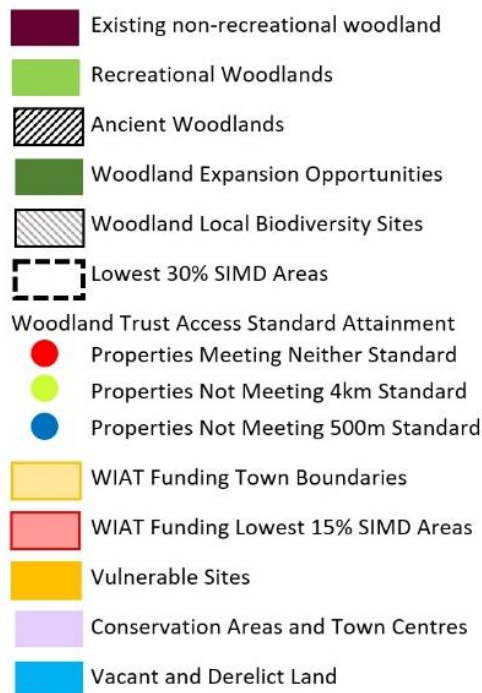 Existing non-recreational woodland
Recreational Woodlands
Ancient Woodlands
Woodland Expansion Opportunities
Woodland Local Biodiversity Sites
Lowest 30% SIMD Areas
Woodland Trust Access Standard Attainment
Properties Meeting Neither Standard
Properties Not Meeting 4km Standard
Properties Not Meeting 500m Standard
WIAT Funding Town Boundaries
WIAT Funding Lowest 15% SIMD Areas
Vulnerable Sites
Conservation Areas and Town Centres
Vacant and Derelict Land